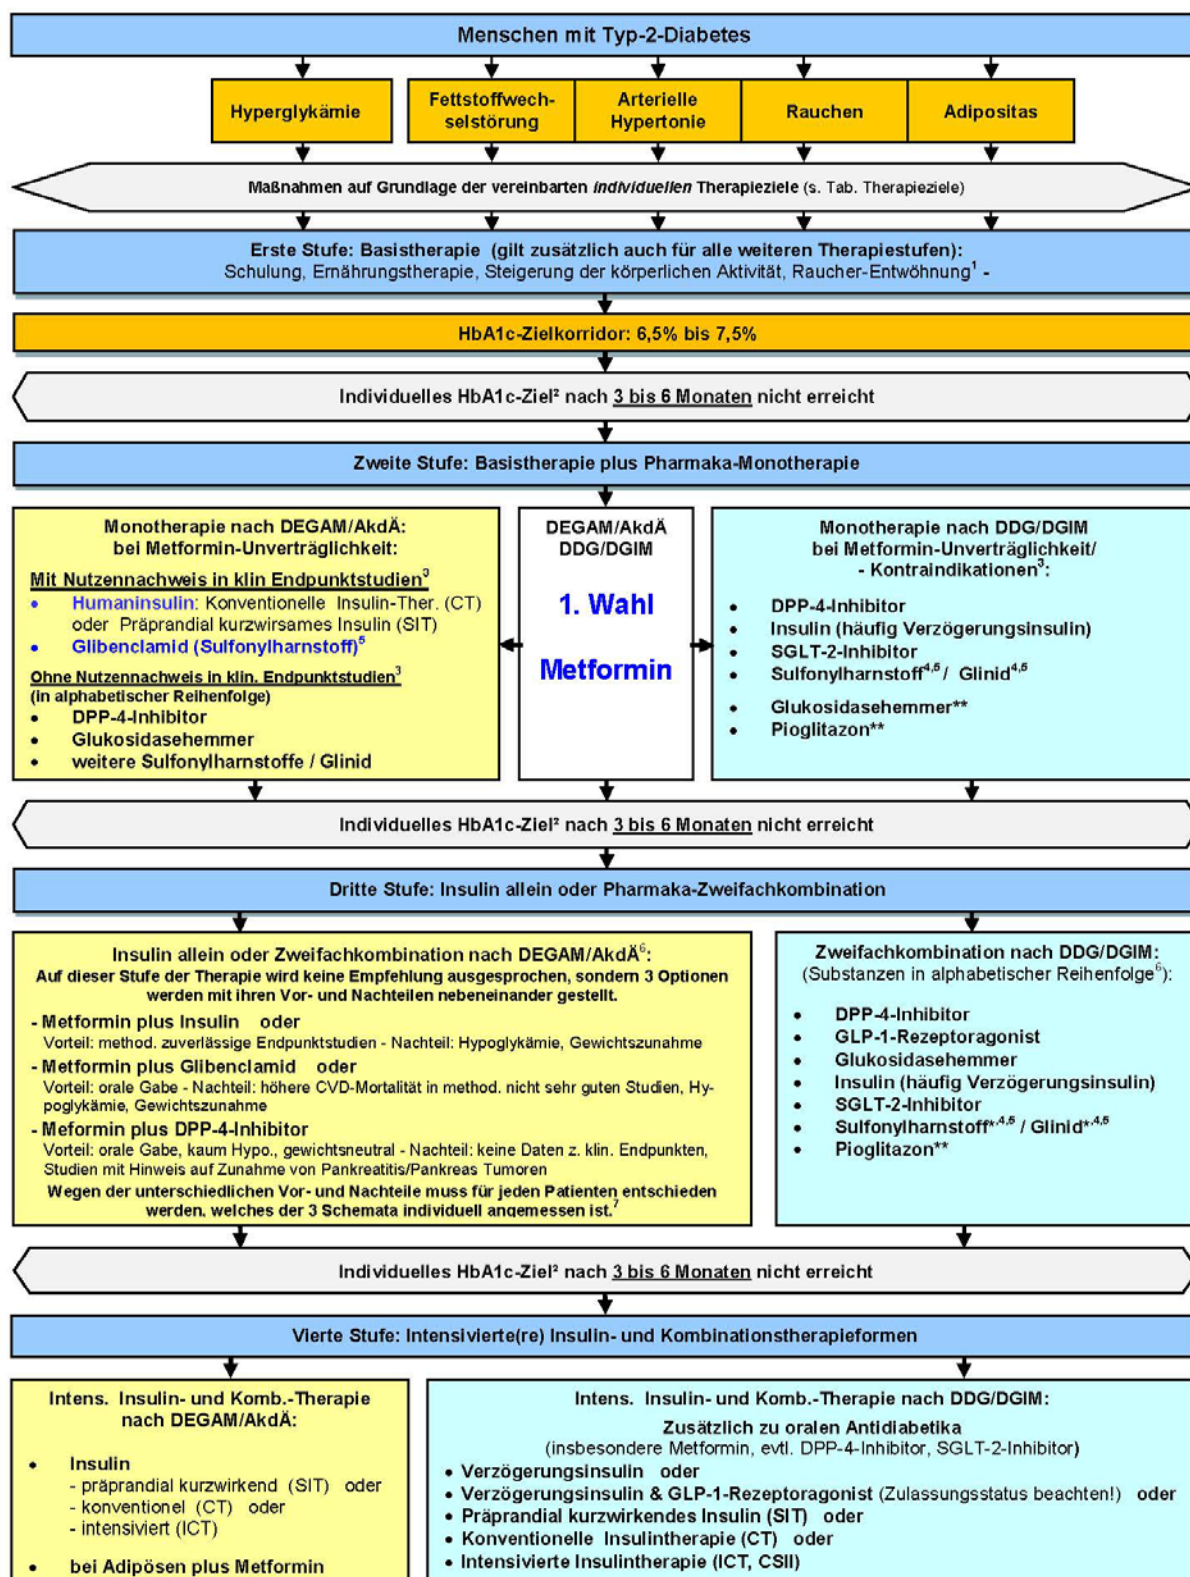 Menschen mit Typ-2-Diabetes
Hyperglykämie
Fettstoffwech-
selstörung
Arterielle
Hypertonie
Rauchen
Adipositas
Maßnahmen auf Grundlage der vereinbarten individuellen Therapieziele (s. Tab. Therapieziele)
Erste Stufe: Basistherapie (gilt zusätzlich auch für alle weiteren Therapiestufen):
Schulung, Ernährungstherapie, Steigerung der körperlichen Aktivität, Raucher-Entwöhnung¹ -
HbA1c-Zielkorridor: 6,5% bis 7,5%
Individuelles HbA1c-Ziel² nach 3 bis 6 Monaten nicht erreicht
Zweite Stufe: Basistherapie plus Pharmaka-Monotherapie
Monotherapie nach DEGAM/AkdÄ:
bei Metformin-Unverträglichkeit:
Mit Nutzennachweis in klin Endpunktstudien³
• Humaninsulin: Konventionelle Insulin-Ther. (CT)
oder Präprandial kurzwirksames Insulin (SIT)
• Glibenclamid (Sulfonylharnstoff)⁵
Ohne Nutzennachweis in klin. Endpunktstudien³
(in alphabetischer Reihenfolge)
• DPP-4-Inhibitor
• Glukosidasehemmer
• weitere Sulfonylharnstoffe / Glinid
DEGAM/AkdÄ
DDG/DGIM
1. Wahl
Metformin
Monotherapie nach DDG/DGIM
bei Metformin-Unverträglichkeit/
- Kontraindikationen³:
• DPP-4-Inhibitor
• Insulin (häufig Verzögerungsinsulin)
• SGLT-2-Inhibitor
• Sulfonylharnstoff⁴,⁵ / Glinid⁴,⁵
• Glukosidasehemmer**
• Pioglitazon**
Individuelles HbA1c-Ziel² nach 3 bis 6 Monaten nicht erreicht
Dritte Stufe: Insulin allein oder Pharmaka-Zweifachkombination
Insulin allein oder Zweifachkombination nach DEGAM/AkdÄ⁶:
Auf dieser Stufe der Therapie wird keine Empfehlung ausgesprochen, sondern 3 Optionen
werden mit ihren Vor- und Nachteilen nebeneinander gestellt.
- Metformin plus Insulin oder
Vorteil: method. zuverlässige Endpunktstudien - Nachteil: Hypoglykämie, Gewichtszunahme
- Metformin plus Glibenclamid oder
Vorteil: orale Gabe - Nachteil: höhere CVD-Mortalität in method. nicht sehr guten Studien, Hy-
poglykämie, Gewichtszunahme
- Meformin plus DPP-4-Inhibitor
Vorteil: orale Gabe, kaum Hypo., gewichtsneutral - Nachteil: keine Daten z. klin. Endpunkten,
Studien mit Hinweis auf Zunahme von Pankreatitis/Pankreas Tumoren
Wegen der unterschiedlichen Vor- und Nachteile muss für jeden Patienten entschieden
werden, welches der 3 Schemata individuell angemessen ist.⁷
Zweifachkombination nach DDG/DGIM:
(Substanzen in alphabetischer Reihenfolge⁶):
• DPP-4-Inhibitor
• GLP-1-Rezeptoragonist
• Glukosidasehemmer
• Insulin (häufig Verzögerungsinsulin)
• SGLT-2-Inhibitor
• Sulfonylharnstoff*,⁴,⁵ / Glinid*,⁴,⁵
• Pioglitazon**
Individuelles HbA1c-Ziel² nach 3 bis 6 Monaten nicht erreicht
Vierte Stufe: Intensivierte(re) Insulin- und Kombinationstherapieformen
Intens. Insulin- und Komb.-Therapie
nach DEGAM/AkdÄ:
• Insulin
- präprandial kurzwirkend (SIT) oder
- konventionel (CT) oder
- intensiviert (ICT)
• bei Adipösen plus Metformin
Intens. Insulin- und Komb.-Therapie nach DDG/DGIM:
Zusätzlich zu oralen Antidiabetika
(insbesondere Metformin, evtl. DPP-4-Inhibitor, SGLT-2-Inhibitor)
• Verzögerungsinsulin oder
• Verzögerungsinsulin & GLP-1-Rezeptoragonist (Zulassungsstatus beachten!) oder
• Präprandial kurzwirkendes Insulin (SIT) oder
• Konventionelle Insulintherapie (CT) oder
• Intensivierte Insulintherapie (ICT, CSII)